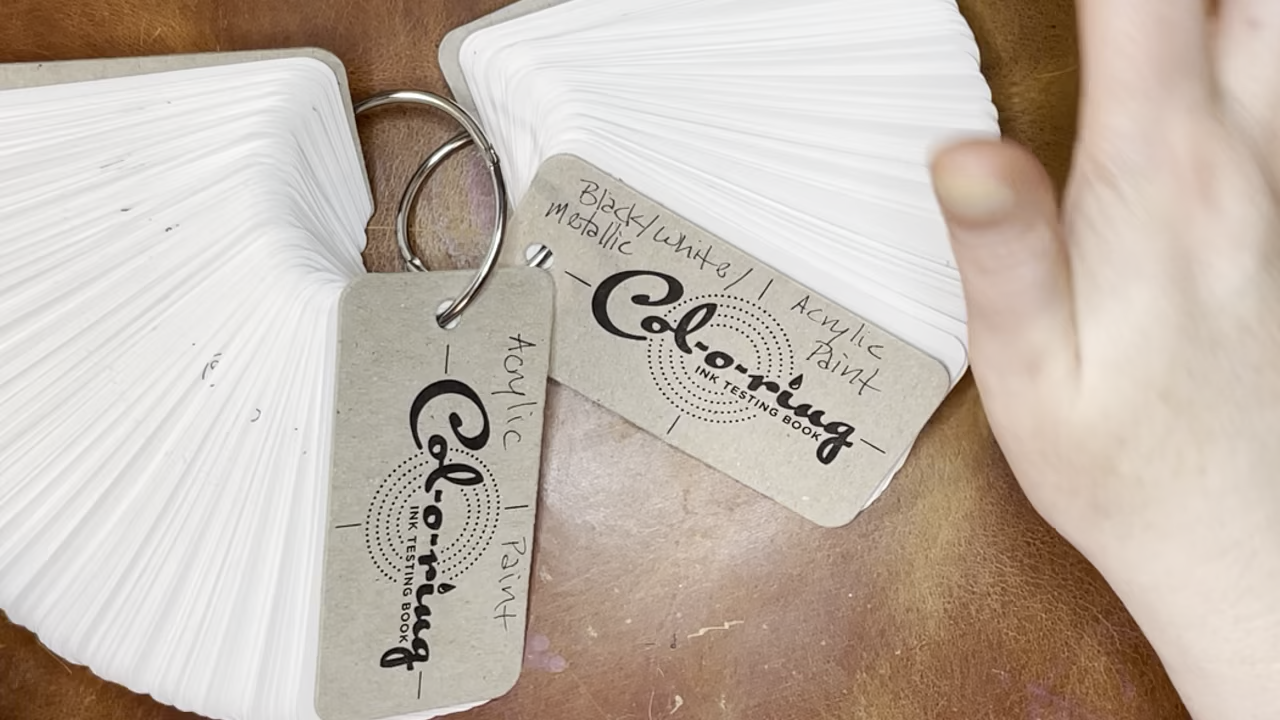 Acrylic Paint
Col-o-ring
INK TESTING BOOK
Black/white/
metallic
Acrylic
Paint
Col-o-ring
INK TESTING BOOK